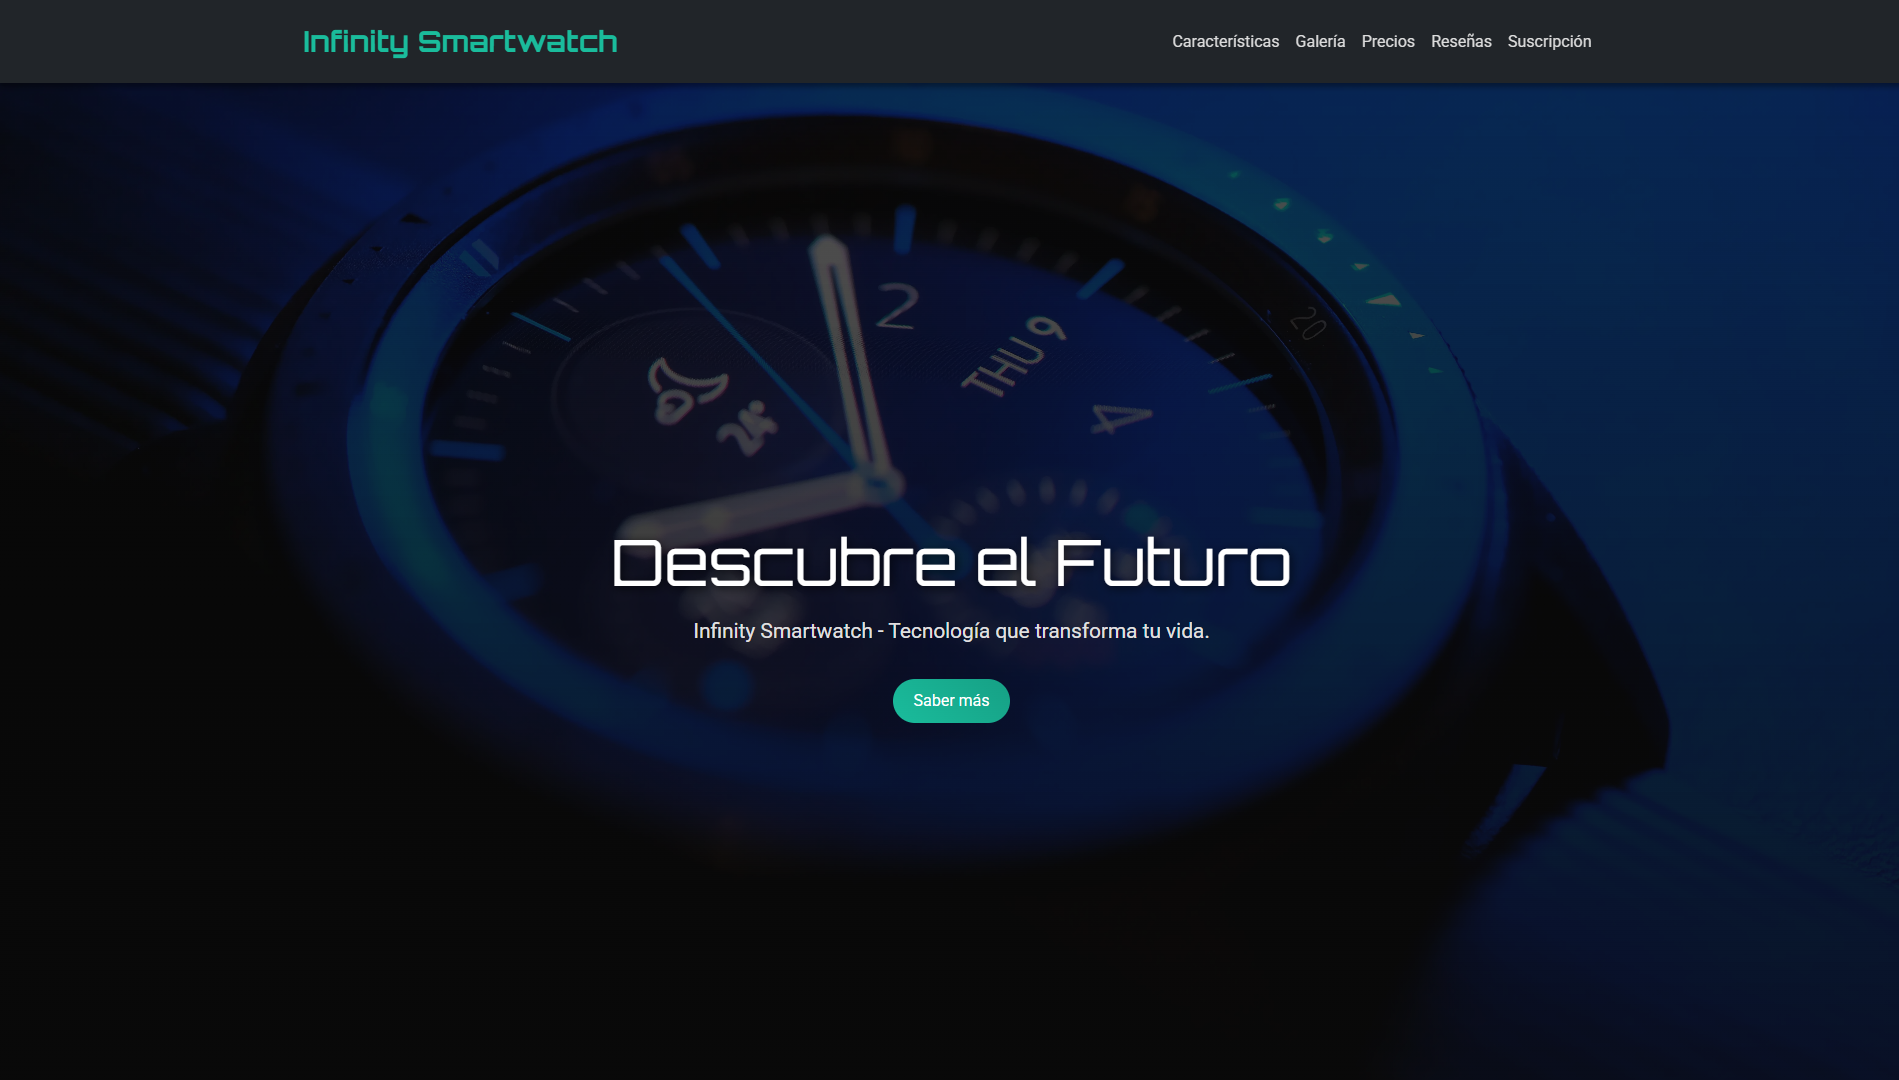 Infinity Smartwatch
Características Galería Precios Reseñas Suscripción
20
2
THU 9
4
24°
Descubre el Futuro
Infinity Smartwatch - Tecnología que transforma tu vida.
Saber más